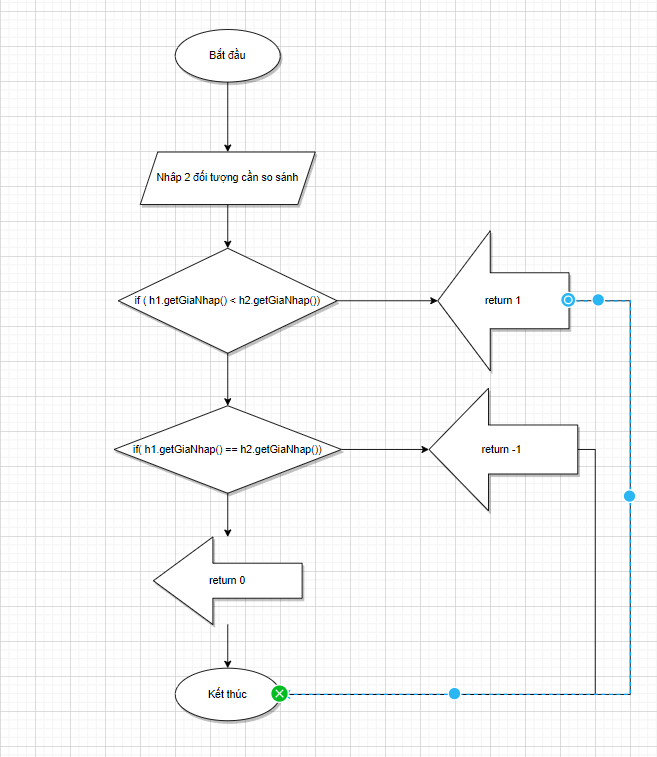 Bắt đầu
Nhâp 2 đối tượng cần so sánh
if ( h1.getGiaNhap() < h2.getGiaNhap())
return 1
if( h1.getGiaNhap() == h2.getGiaNhap())
return -1
return 0
Kết thúc